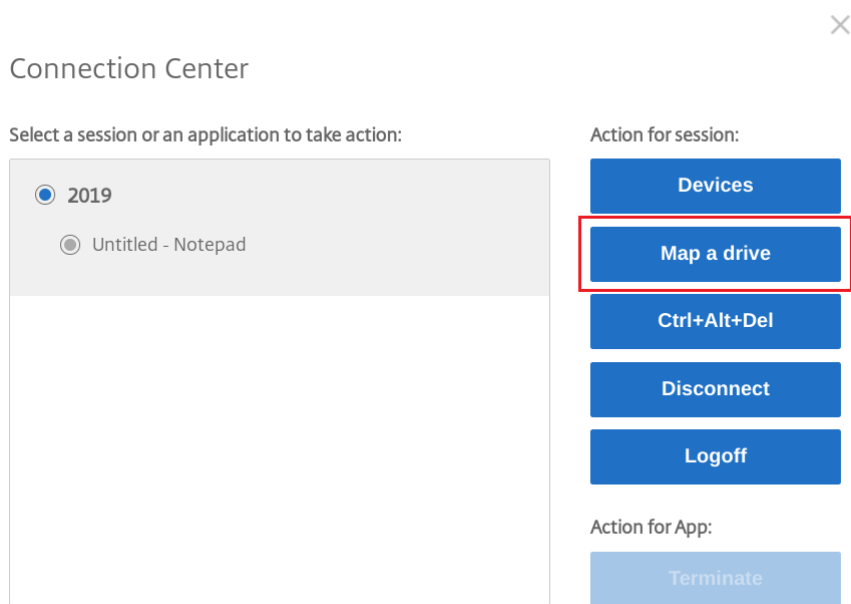 Connection Center
Select a session or an application to take action:
2019
Untitled - Notepad
Action for session:
Devices
Map a drive
Ctrl+Alt+Del
Disconnect
Logoff
Action for App:
Terminate